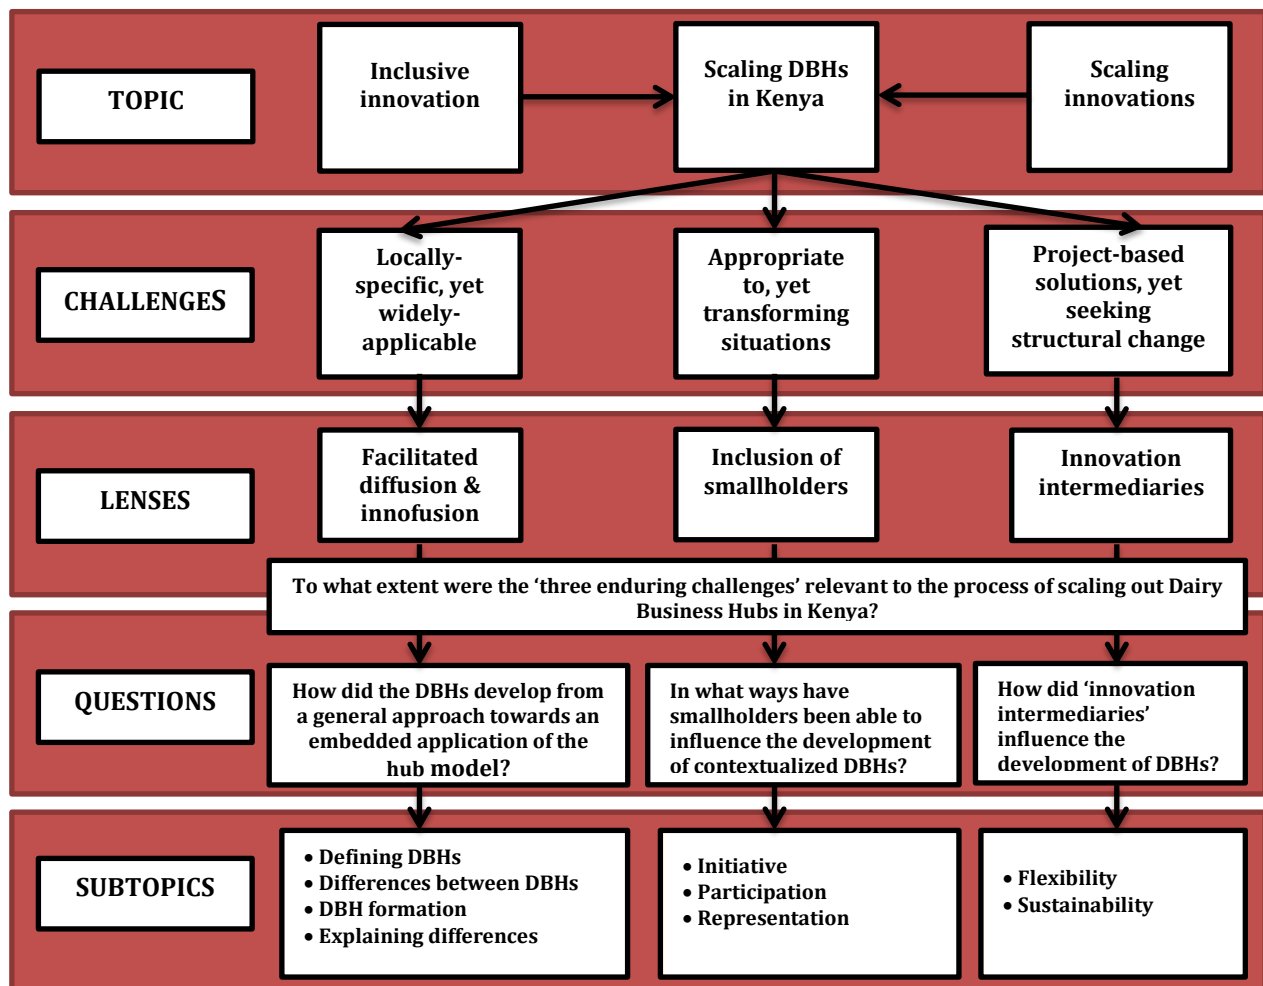 TOPIC
Inclusive
innovation
Scaling DBHs
in Kenya
Scaling
innovations
CHALLENGES
Locally-
specific, yet
widely-
applicable
Appropriate
to, yet
transforming
situations
Project-based
solutions, yet
seeking
structural change
LENSES
Facilitated
diffusion &
innofusion
Inclusion of
smallholders
Innovation
intermediaries
To what extent were the ‘three enduring challenges’ relevant to the process of scaling out Dairy
Business Hubs in Kenya?
QUESTIONS
How did the DBHs develop from
a general approach towards an
embedded application of the
hub model?
In what ways have
smallholders been able to
influence the development
of contextualized DBHs?
How did ‘innovation
intermediaries’
influence the
development of DBHs?
SUBTOPICS
• Defining DBHs
• Differences between DBHs
• DBH formation
• Explaining differences
• Initiative
• Participation
• Representation
• Flexibility
• Sustainability